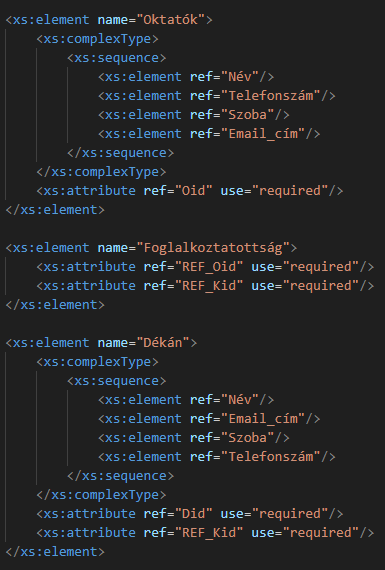 <xs:element name="Oktatók">
<xs:complexType>
<xs:sequence>
<xs:element ref="Név"/>
<xs:element ref="Telefonszám"/>
<xs:element ref="Szoba"/>
<xs:element ref="Email_cím"/>
</xs:sequence>
</xs:complexType>
<xs:attribute ref="Oid" use="required"/>
</xs:element>
<xs:element name="Foglalkoztatottság">
<xs:attribute ref="REF_Oid" use="required"/>
<xs:attribute ref="REF_Kid" use="required"/>
</xs:element>
<xs:element name="Dékán">
<xs:complexType>
<xs:sequence>
<xs:element ref="Név"/>
<xs:element ref="Email_cím"/>
<xs:element ref="Szoba"/>
<xs:element ref="Telefonszám"/>
</xs:sequence>
</xs:complexType>
<xs:attribute ref="Did" use="required"/>
<xs:attribute ref="REF_Kid" use="required"/>
</xs:element>